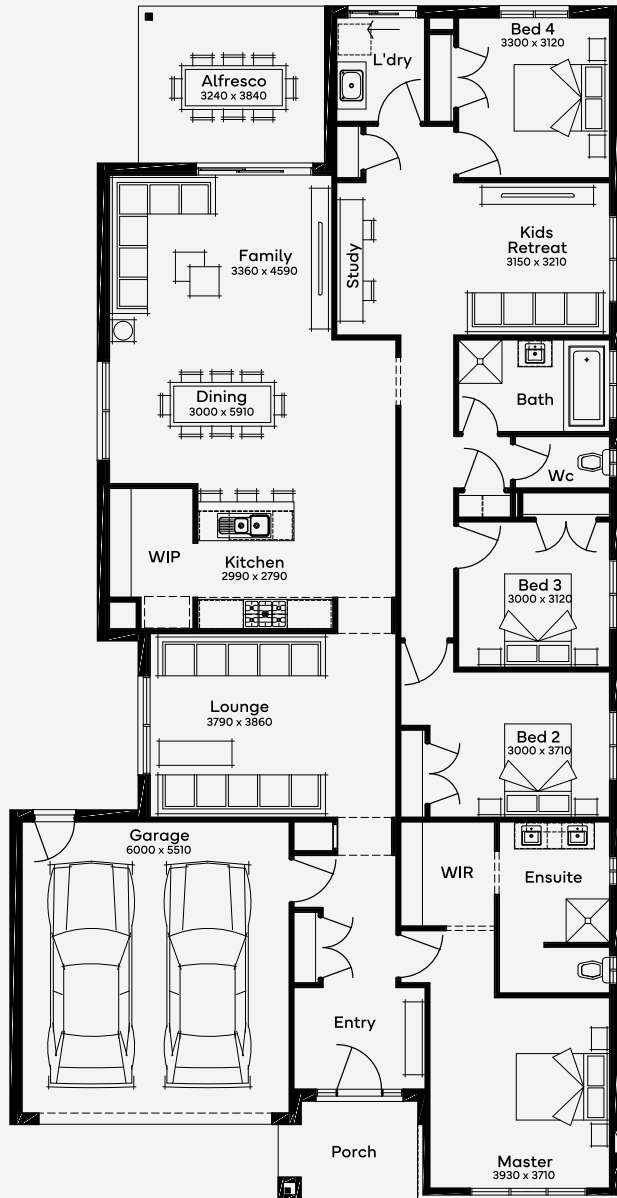 Bed 4
3300 x 3120
L'dry
Alfresco
3240 x 3840
Kids
Retreat
3150 x 3210
Study
Family
3360 x 4590
Dining
3000 x 5910
Bath
Wc
WIP
Kitchen
2990 x 2790
Bed 3
3000 x 3120
Lounge
3790 x 3860
Bed 2
3000 x 3710
Garage
6000 x 5510
WIR
Ensuite
Entry
Porch
Master
3930 x 3710